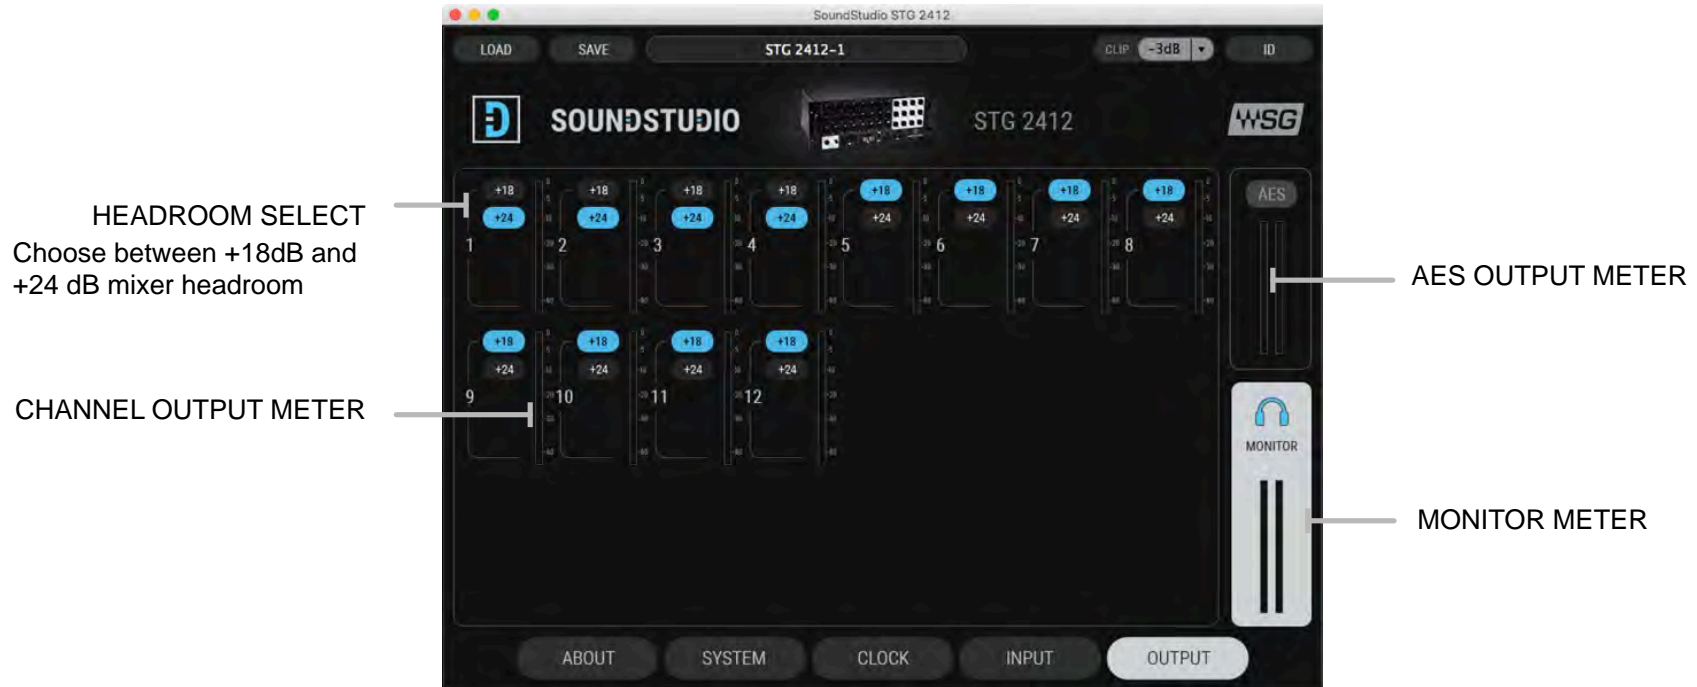 SoundStudio STG 2412
LOAD SAVE STG 2412-1 CLIP -3dB ID
D SOUNDSTUDIO STG 2412 WSG
HEADROOM SELECT
Choose between +18dB and
+24 dB mixer headroom
+18 +18 +18 +18 +18 +18 +18 +18
+24 +24 +24 +24 +24 +24 +24 +24
1 2 3 4 5 6 7 8
AES
AES OUTPUT METER
+18 +18 +18 +18
+24 +24 +24 +24
9 10 11 12
CHANNEL OUTPUT METER
MONITOR
MONITOR METER
ABOUT SYSTEM CLOCK INPUT OUTPUT